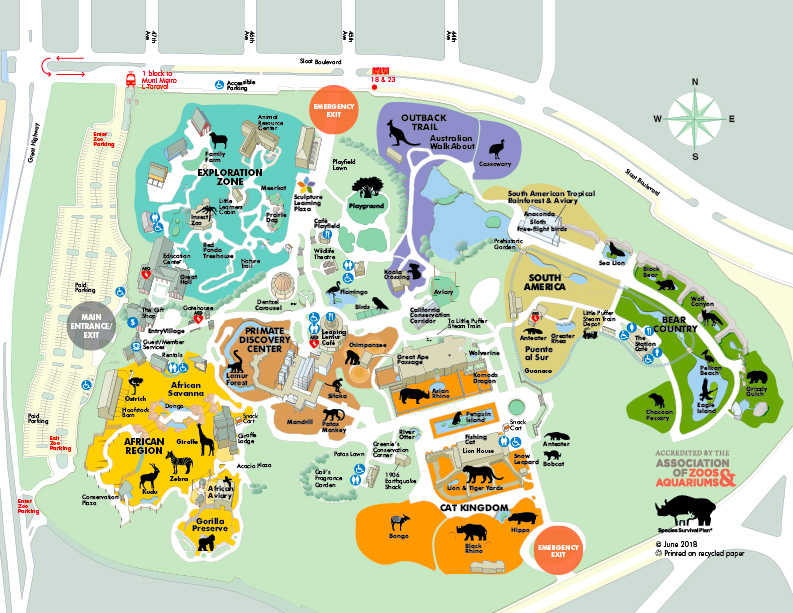 47th
Ave
46th
Ave
45th
Ave
44th
Ave
Sloat Boulevard
1 block to
Muni Metro
L-Taraval
Accessible
Parking
18 & 23
Great Highway
Enter
Zoo
Parking
EMERGENCY
EXIT
OUTBACK
TRAIL
Australian
WalkAbout
Cassowary
N
W
E
S
Sloat Boulevard
Animal
Resource
Center
Family
Farm
EXPLORATION
ZONE
Meerkat
Little
Learners
Cabin
Insect
Zoo
Prairie
Dog
Red
Panda
Treehouse
Nature
Trail
Education
Center
Great
Hall
Playfield
Lawn
Sculpture
Learning
Plaza
Playground
Café
Playfield
Wildlife
Theatre
South American Tropical
Rainforest & Aviary
Anaconda
Sloth
Free-flight birds
Prehistoric
Garden
Sea Lion
Black
Bear
Wolf
Canyon
BEAR
COUNTRY
The
Station
Café
Pelican
Beach
Eagle
Island
Grizzly
Gulch
Chacoan
Peccary
SOUTH
AMERICA
Little Puffer
Steam Train
Depot
Anteater
Greater
Rhea
Puente
al Sur
Guanaco
Koala
Crossing
Aviary
California
Conservation
Corridor
To Little Puffer
Steam Train
Flamingo
Birds
Dentzel
Carousel
Paid
Parking
MAIN
ENTRANCE/
EXIT
The Gift
Shop
Gatehouse
AED
AED
AED
AED
$
EntryVillage
Guest/Member
Services
Rentals
PRIMATE
DISCOVERY
CENTER
Lemur
Forest
Leaping
Lemur
Café
Chimpanzee
Sifaka
Mandrill
Patas
Monkey
Great Ape
Passage
Wolverine
Komodo
Dragon
Asian
Rhino
Penguin
Island
Snack
Cart
Fishing
Cat
Lion House
Snow
Leopard
Anteater
Bobcat
Lion & Tiger Yards
CAT KINGDOM
Bongo
Black
Rhino
Hippo
EMERGENCY
EXIT
River
Otter
Greenie's
Conservation
Corner
Patas Lawn
Gail's
Fragrance
Garden
1906
Earthquake
Shack
Ostrich
African
Savanna
Hoofstock
Barn
Donga
Snack
Cart
AFRICAN
REGION
Giraffe
Giraffe
Lodge
Zebra
Kudu
Acacia Plaza
African
Aviary
Conservation
Plaza
Gorilla
Preserve
Paid
Parking
Exit
Zoo
Parking
Enter
Zoo
Parking
ACCREDITED BY THE
ASSOCIATION
OF ZOOS
AQUARIUMS&
Species Survival Plan®
© June 2018
Printed on recycled paper